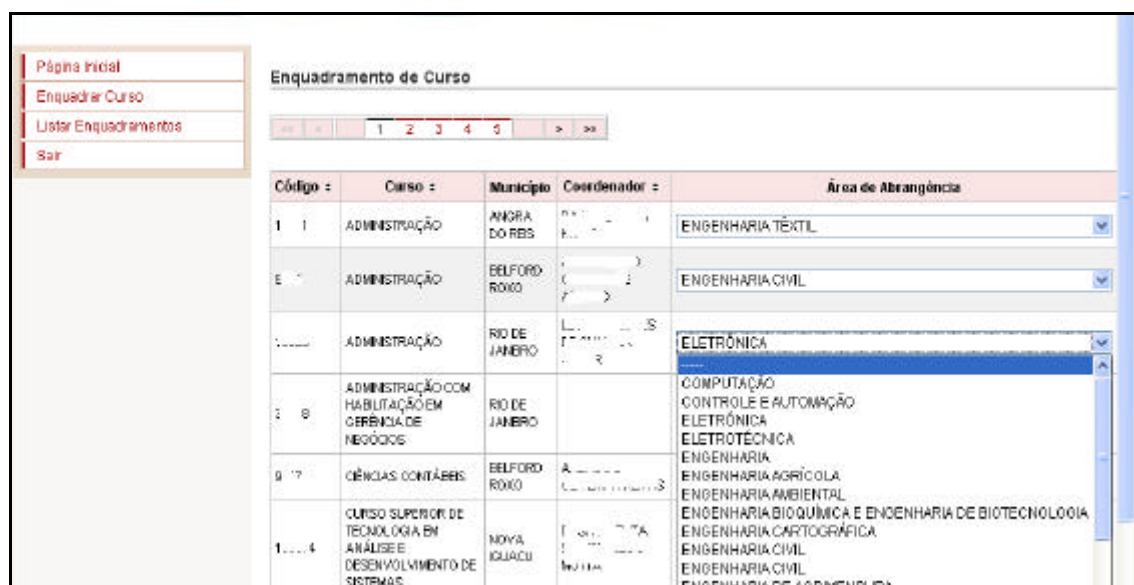 Página Inicial
Enquadrar Curso
Listar Enquadramentos
Sair
Enquadramento de Curso
<< < 1 2 3 4 5 > >>
Código Curso Município Coordenador Área de Abrangência
ADMINISTRAÇÃO
ANGRA
DO REIS
ENGENHARIA TÊXTIL
ADMINISTRAÇÃO
BELFORD
ROXO
ENGENHARIA CIVIL
ADMINISTRAÇÃO
RIO DE
JANEIRO
ELETRÔNICA
-----
COMPUTAÇÃO
CONTROLE E AUTOMAÇÃO
ELETRÔNICA
ELETROTÉCNICA
ENGENHARIA
ENGENHARIA AGRÍCOLA
ENGENHARIA AMBIENTAL
ENGENHARIA BIOQUÍMICA E ENGENHARIA DE BIOTECNOLOGIA
ENGENHARIA CARTOGRÁFICA
ENGENHARIA CIVIL
ENGENHARIA CIVIL
ENGENHARIA DE AGRIMENSURA
ADMINISTRAÇÃO COM
HABILITAÇÃO EM
GERÊNCIA DE
NEGÓCIOS
RIO DE
JANEIRO
CIÊNCIAS CONTÁBEIS
BELFORD
ROXO
CURSO SUPERIOR DE
TECNOLOGIA EM
ANÁLISE E
DESENVOLVIMENTO DE
SISTEMAS
NOVA
IGUACU